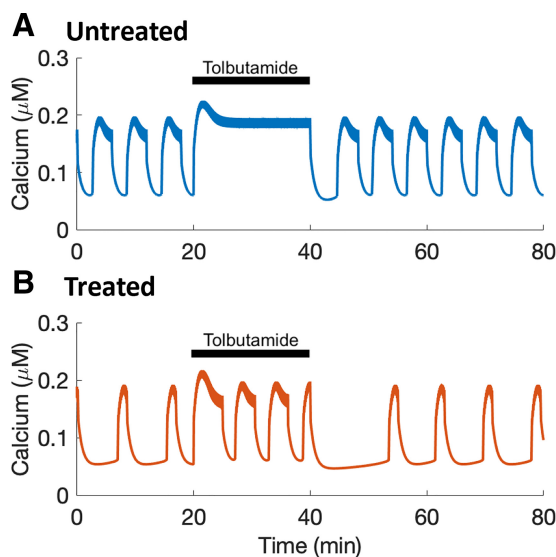 A Untreated
Calcium (μM)
0.3
0.2
0.1
0
Tolbutamide
0 20 40 60 80
B Treated
Calcium (μM)
0.3
0.2
0.1
0
Tolbutamide
0 20 40 60 80
Time (min)